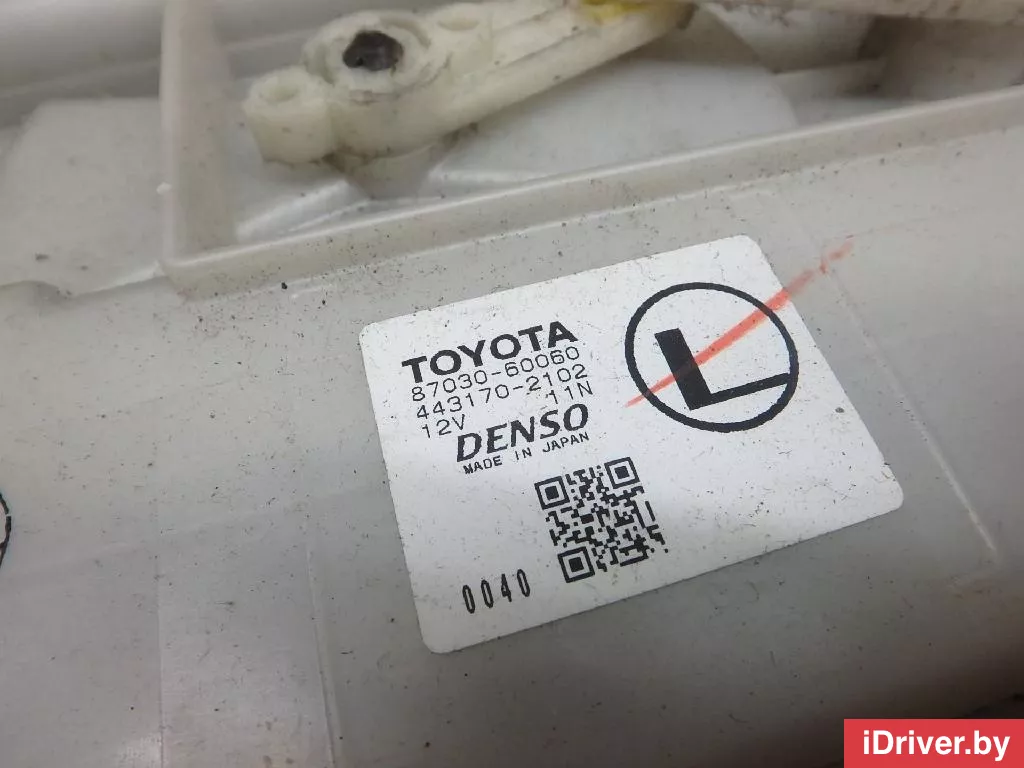 TOYOTA
87030-60060
443170-2102
12V 11N
DENSO
MADE IN JAPAN
L
0040
iDriver.by